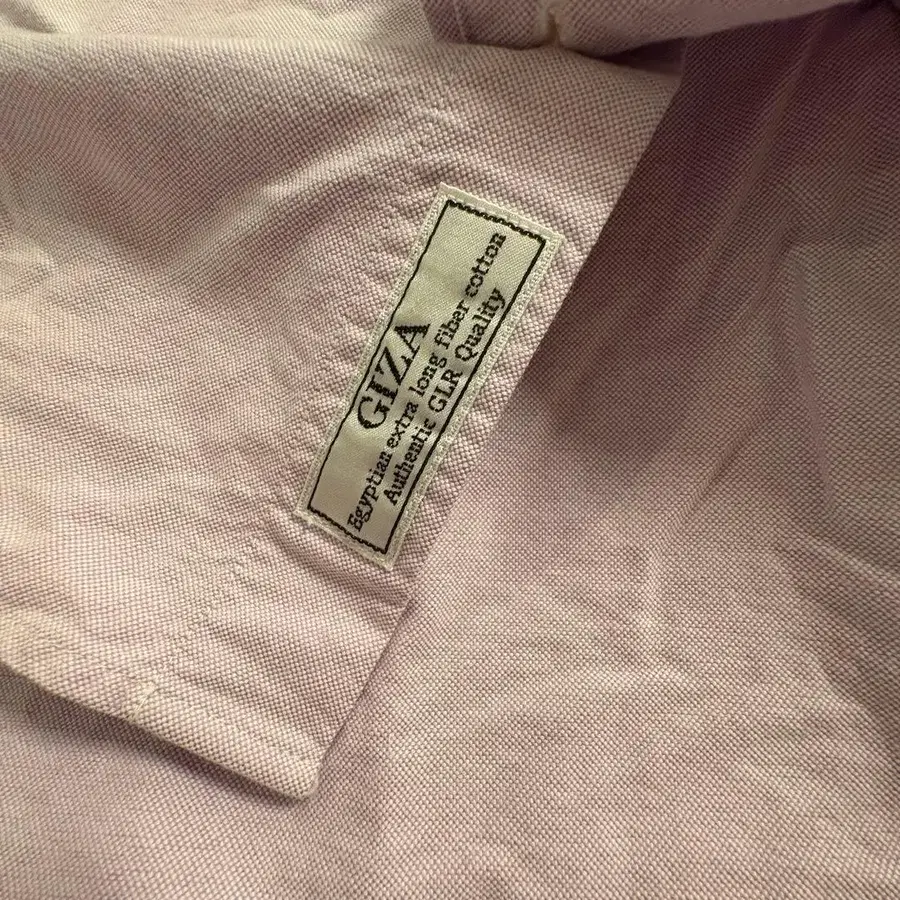 GIZA
Egyptian extra long fiber cotton
Authentic GLR Quality